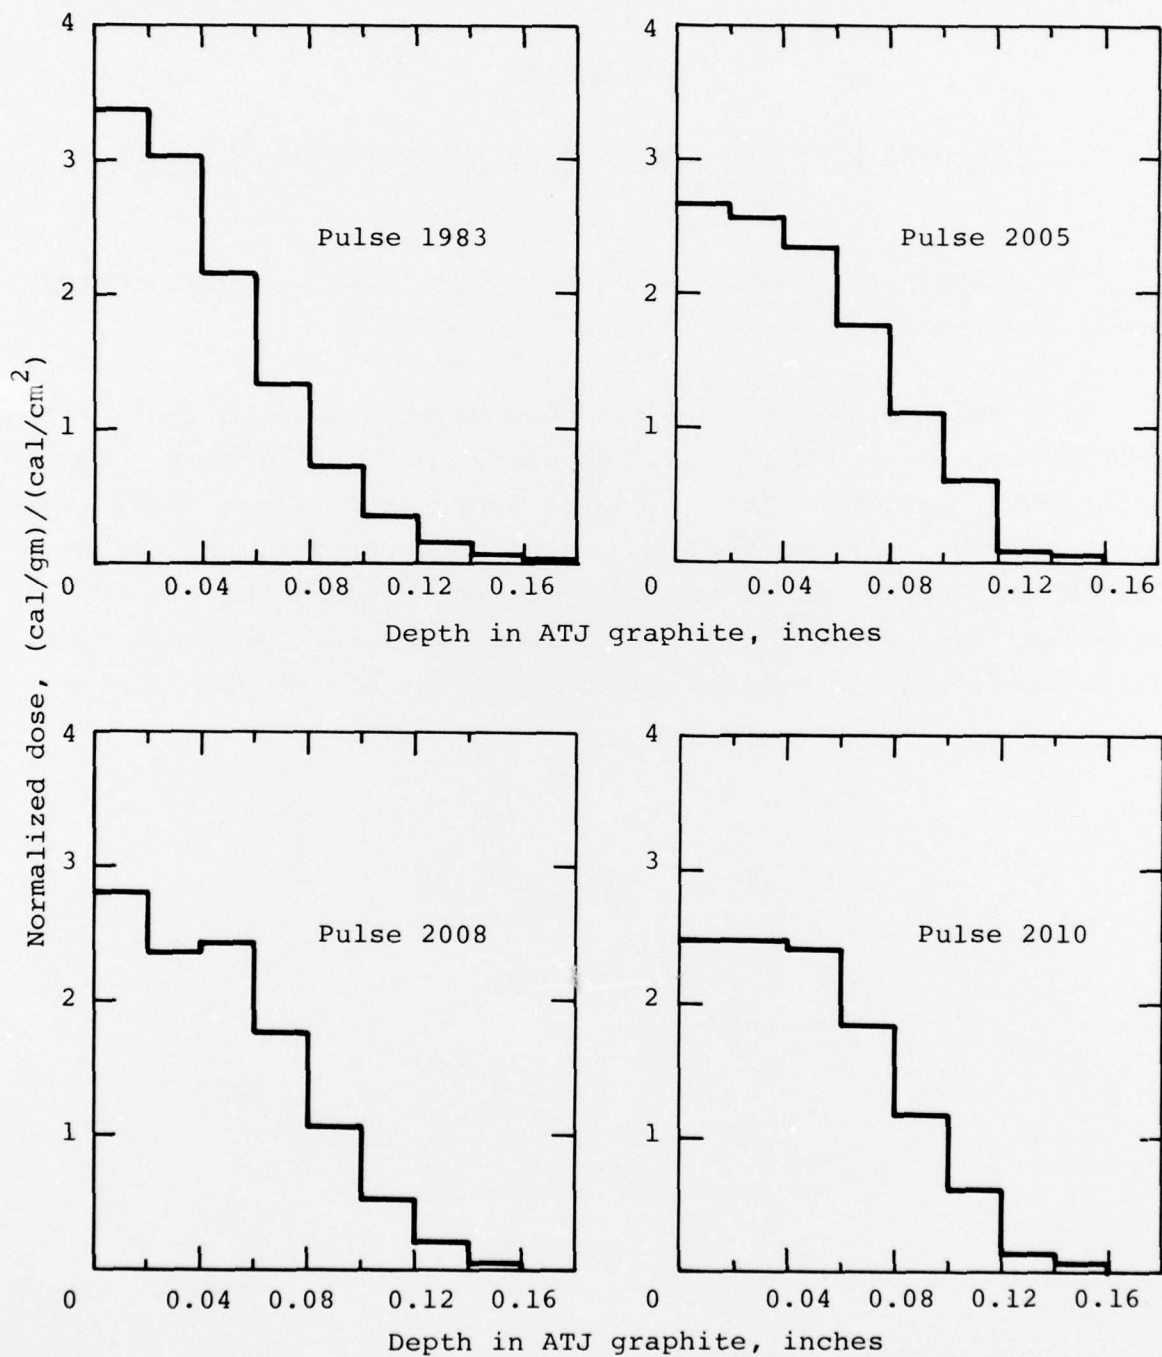 Normalized dose, (cal/gm)/(cal/cm²)
4
3
2
1
0 0.04 0.08 0.12 0.16
Pulse 1983
4
3
2
1
0 0.04 0.08 0.12 0.16
Pulse 2005
Depth in ATJ graphite, inches
4
3
2
1
0 0.04 0.08 0.12 0.16
Pulse 2008
4
3
2
1
0 0.04 0.08 0.12 0.16
Pulse 2010
Depth in ATJ graphite, inches